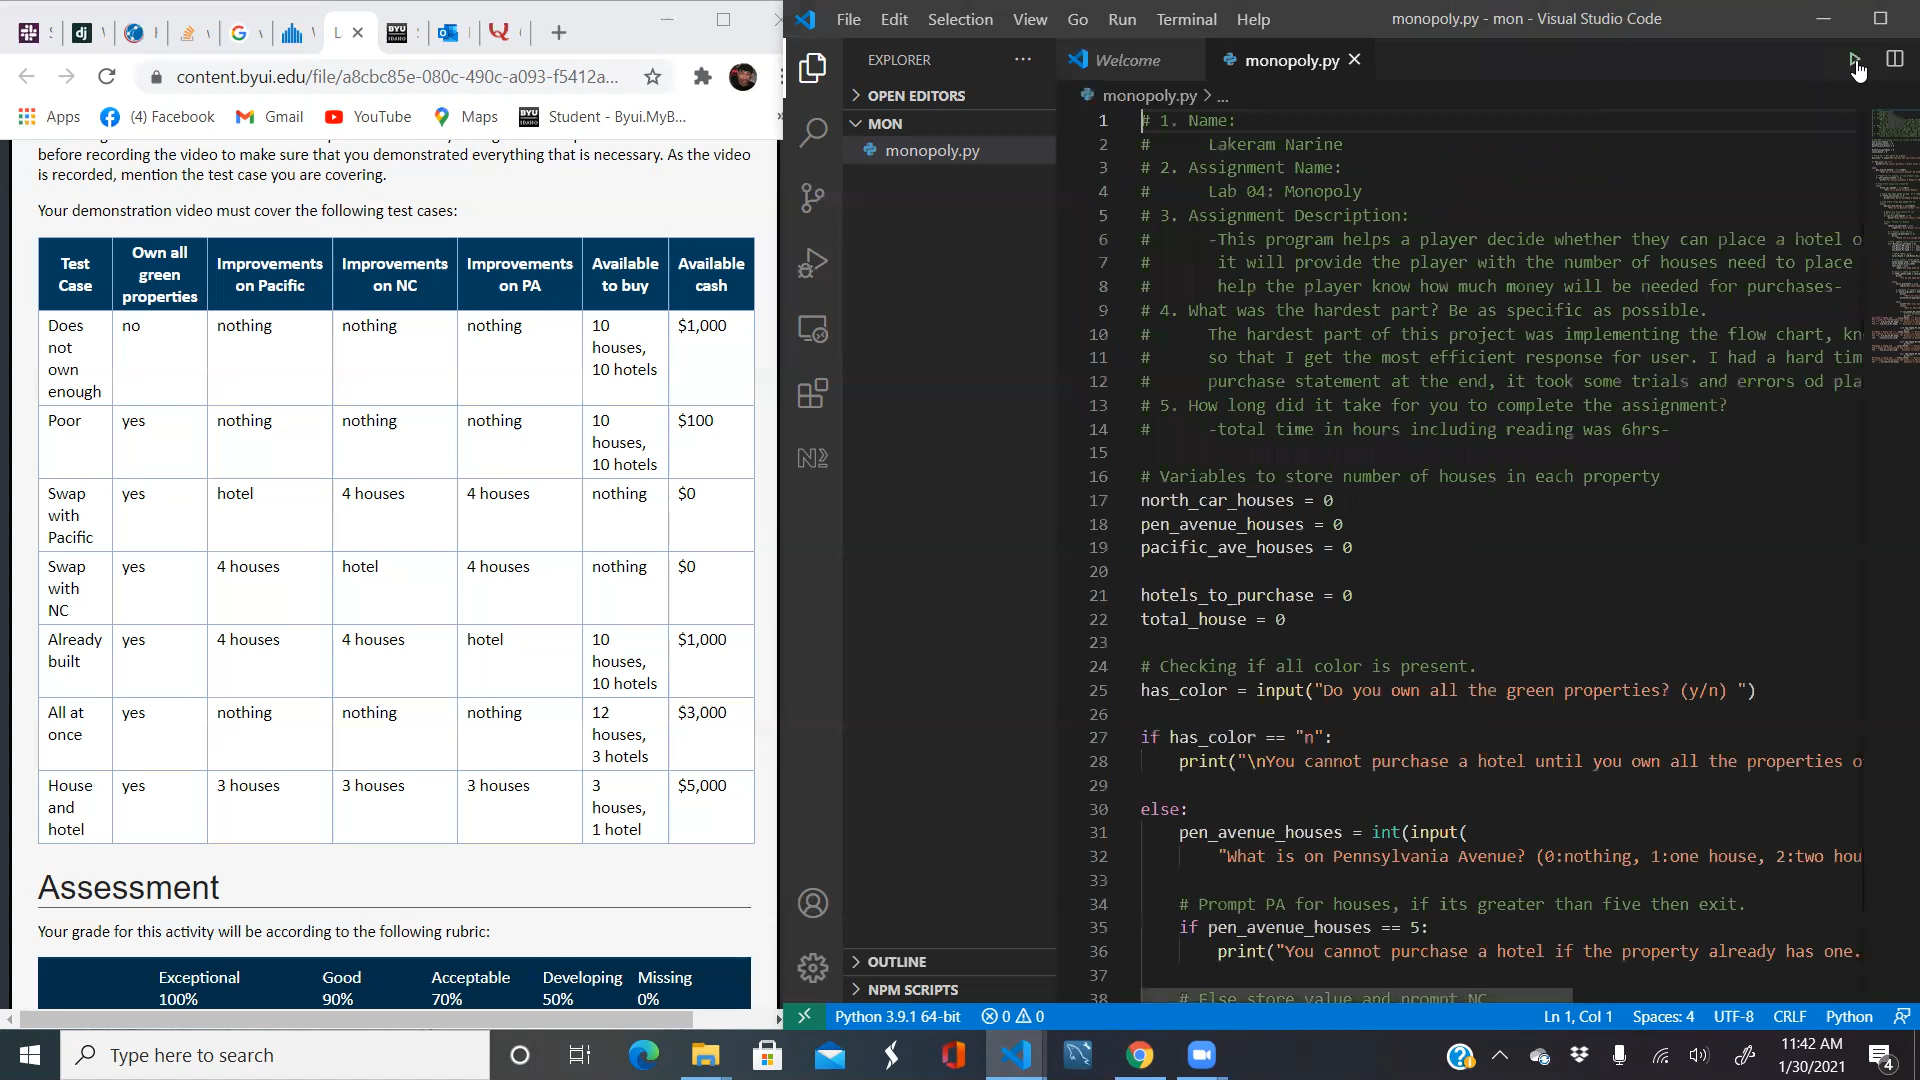 content.byui.edu/file/a8cbc85e-080c-490c-a093-f5412a...
Apps
(4) Facebook
Gmail
YouTube
Maps
Student - Byui.MyB...
before recording the video to make sure that you demonstrated everything that is necessary. As the video
is recorded, mention the test case you are covering.
Your demonstration video must cover the following test cases:
Test Case
Own all green properties
Improvements on Pacific
Improvements on NC
Improvements on PA
Available to buy
Available cash
Does not own enough
no
nothing
nothing
nothing
10 houses, 10 hotels
$1,000
Poor
yes
nothing
nothing
nothing
10 houses, 10 hotels
$100
Swap with Pacific
yes
hotel
4 houses
4 houses
nothing
$0
Swap with NC
yes
4 houses
hotel
4 houses
nothing
$0
Already built
yes
4 houses
4 houses
hotel
10 houses, 10 hotels
$1,000
All at once
yes
nothing
nothing
nothing
12 houses, 3 hotels
$3,000
House and hotel
yes
3 houses
3 houses
3 houses
3 houses, 1 hotel
$5,000
Assessment
Your grade for this activity will be according to the following rubric:
Exceptional 100%
Good 90%
Acceptable 70%
Developing 50%
Missing 0%
File Edit Selection View Go Run Terminal Help
monopoly.py - mon - Visual Studio Code
EXPLORER
OPEN EDITORS
MON
monopoly.py
OUTLINE
NPM SCRIPTS
Welcome
monopoly.py
monopoly.py > ...
1 # 1. Name:
2 # Lakeram Narine
3 # 2. Assignment Name:
4 # Lab 04: Monopoly
5 # 3. Assignment Description:
6 # -This program helps a player decide whether they can place a hotel o
7 # it will provide the player with the number of houses need to place
8 # help the player know how much money will be needed for purchases-
9 # 4. What was the hardest part? Be as specific as possible.
10 # The hardest part of this project was implementing the flow chart, kn
11 # so that I get the most efficient response for user. I had a hard tim
12 # purchase statement at the end, it took some trials and errors od pla
13 # 5. How long did it take for you to complete the assignment?
14 # -total time in hours including reading was 6hrs-
15
16 # Variables to store number of houses in each property
17 north_car_houses = 0
18 pen_avenue_houses = 0
19 pacific_ave_houses = 0
20
21 hotels_to_purchase = 0
22 total_house = 0
23
24 # Checking if all color is present.
25 has_color = input("Do you own all the green properties? (y/n) ")
26
27 if has_color == "n":
28 print("\nYou cannot purchase a hotel until you own all the properties o
29
30 else:
31 pen_avenue_houses = int(input(
32 "What is on Pennsylvania Avenue? (0:nothing, 1:one house, 2:two hou
33
34 # Prompt PA for houses, if its greater than five then exit.
35 if pen_avenue_houses == 5:
36 print("You cannot purchase a hotel if the property already has one.
37
38 # Else store value and prompt NC
Python 3.9.1 64-bit
0 0
Ln 1, Col 1
Spaces: 4
UTF-8
CRLF
Python
Type here to search
11:42 AM
1/30/2021
4